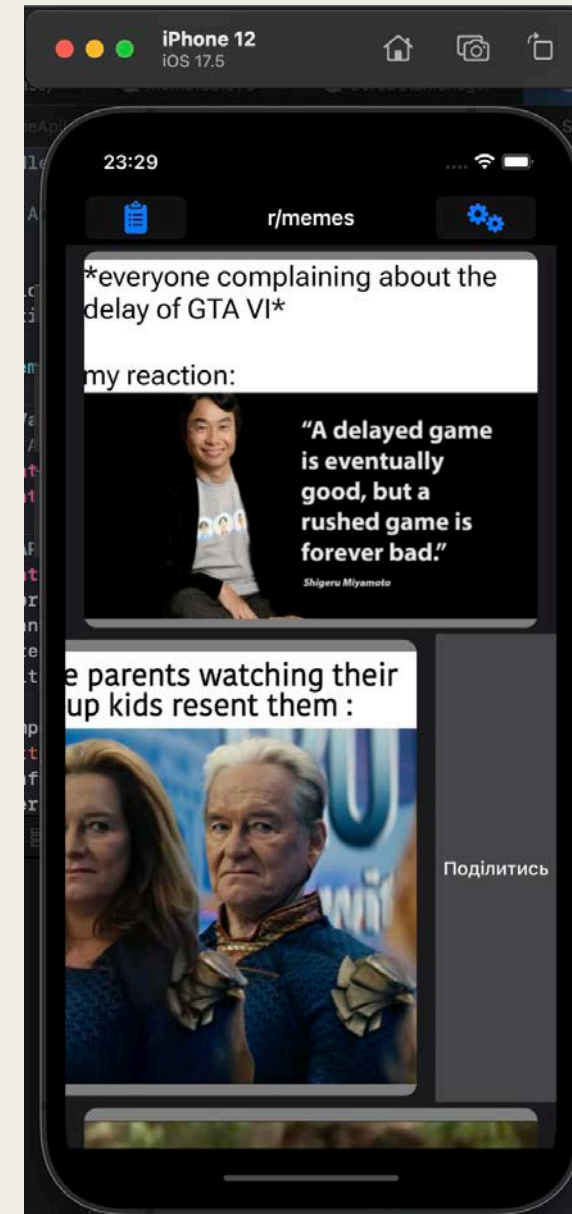 iPhone 12
iOS 17.5
23:29
r/memes
*everyone complaining about the
delay of GTA VI*
my reaction:
“A delayed game
is eventually
good, but a
rushed game is
forever bad.”
Shigeru Miyamoto
e parents watching their
up kids resent them :
Поділитись